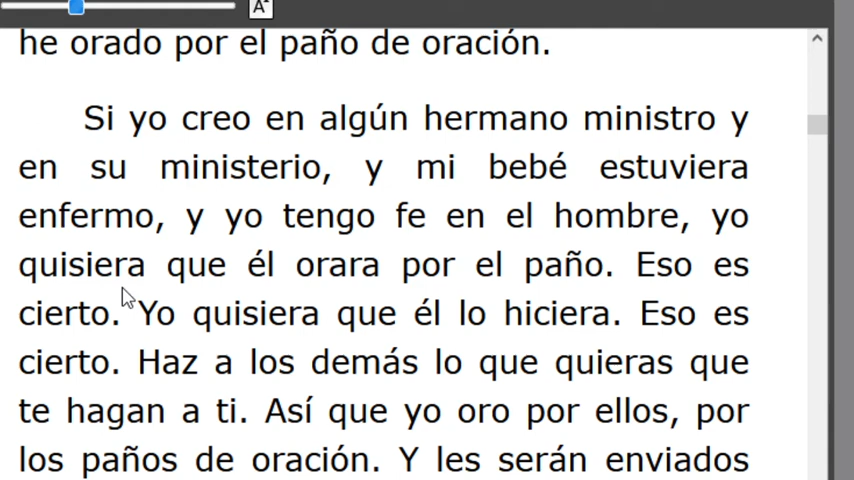 A
he orado por el paño de oración.
Si yo creo en algún hermano ministro y
en su ministerio, y mi bebé estuviera
enfermo, y yo tengo fe en el hombre, yo
quisiera que él orara por el paño. Eso es
cierto. Yo quisiera que él lo hiciera. Eso es
cierto. Haz a los demás lo que quieras que
te hagan a ti. Así que yo oro por ellos, por
los paños de oración. Y les serán enviados